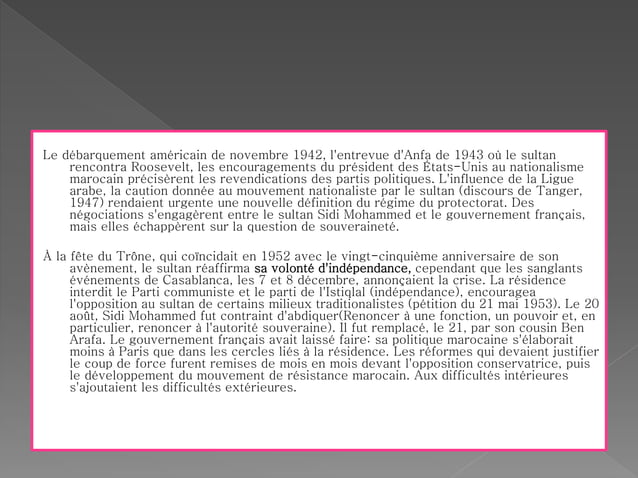 Le débarquement américain de novembre 1942, l'entrevue d'Anfa de 1943 où le sultan
rencontra Roosevelt, les encouragements du président des États-Unis au nationalisme
marocain précisèrent les revendications des partis politiques. L'influence de la Ligue
arabe, la caution donnée au mouvement nationaliste par le sultan (discours de Tanger,
1947) rendaient urgente une nouvelle définition du régime du protectorat. Des
négociations s'engagèrent entre le sultan Sidi Mohammed et le gouvernement français,
mais elles échappèrent sur la question de souveraineté.
À la fête du Trône, qui coïncidait en 1952 avec le vingt-cinquième anniversaire de son
avènement, le sultan réaffirma sa volonté d'indépendance, cependant que les sanglants
événements de Casablanca, les 7 et 8 décembre, annonçaient la crise. La résidence
interdit le Parti communiste et le parti de l'Istiqlal (indépendance), encouragea
l'opposition au sultan de certains milieux traditionalistes (pétition du 21 mai 1953). Le 20
août, Sidi Mohammed fut contraint d'abdiquer(Renoncer à une fonction, un pouvoir et, en
particulier, renoncer à l'autorité souveraine). Il fut remplacé, le 21, par son cousin Ben
Arafa. Le gouvernement français avait laissé faire: sa politique marocaine s'élaborait
moins à Paris que dans les cercles liés à la résidence. Les réformes qui devaient justifier
le coup de force furent remises de mois en mois devant l'opposition conservatrice, puis
le développement du mouvement de résistance marocain. Aux difficultés intérieures
s'ajoutaient les difficultés extérieures.